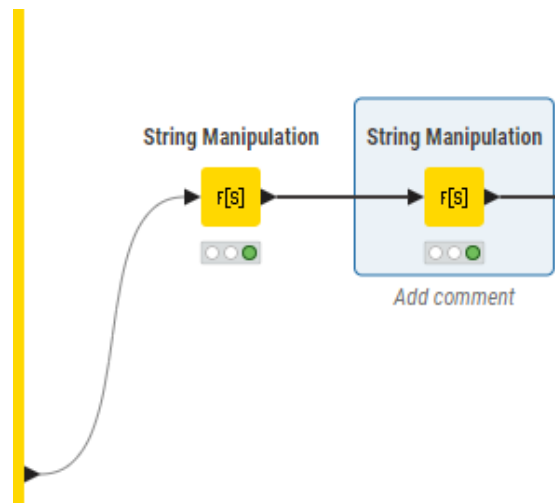 String Manipulation
String Manipulation
F[S]
F[S]
Add comment